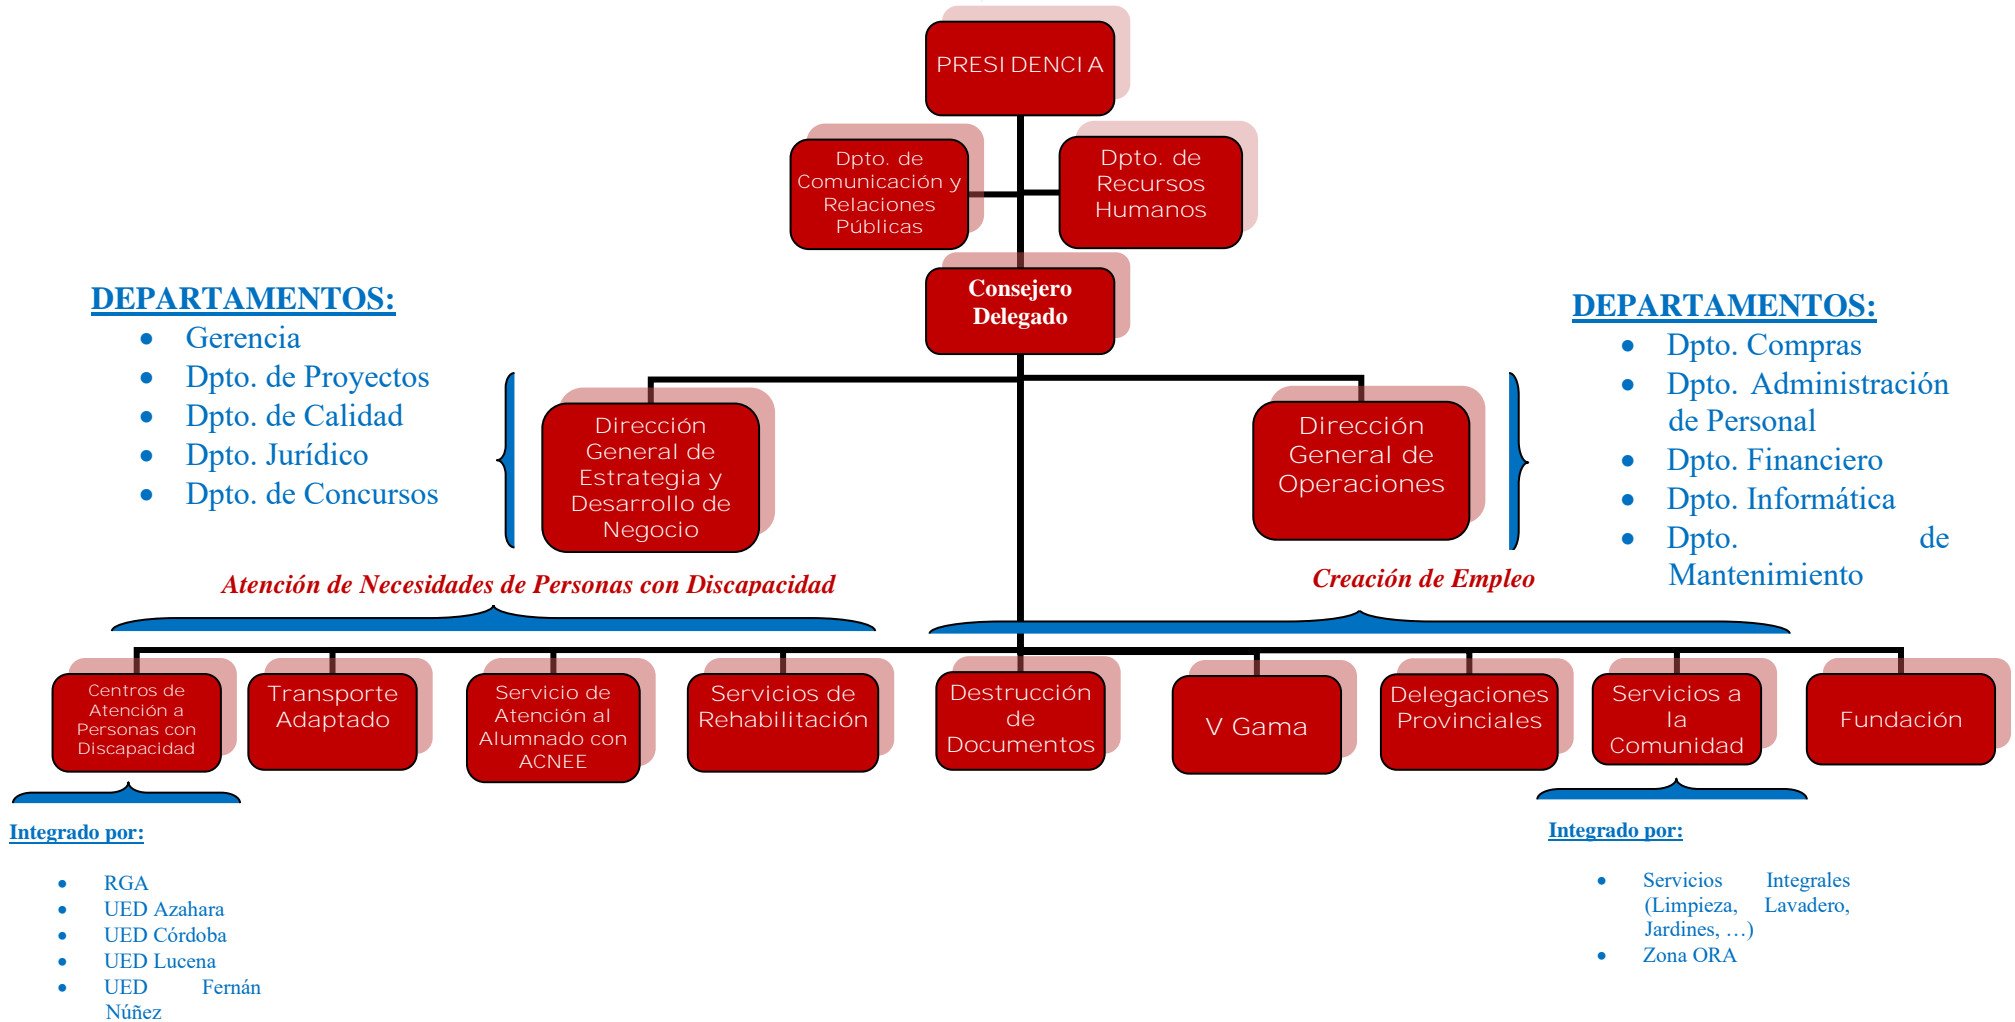 PRESIDENCIA
Dpto. de
Comunicación y
Relaciones
Públicas
Dpto. de
Recursos
Humanos
Consejero
Delegado
DEPARTAMENTOS:
• Gerencia
• Dpto. de Proyectos
• Dpto. de Calidad
• Dpto. Jurídico
• Dpto. de Concursos
Dirección
General de
Estrategia y
Desarrollo de
Negocio
Dirección
General de
Operaciones
DEPARTAMENTOS:
• Dpto. Compras
• Dpto. Administración
de Personal
• Dpto. Financiero
• Dpto. Informática
• Dpto. de
Mantenimiento
Atención de Necesidades de Personas con Discapacidad
Creación de Empleo
Centros de
Atención a
Personas con
Discapacidad
Transporte
Adaptado
Servicio de
Atención al
Alumnado con
ACNEE
Servicios de
Rehabilitación
Destrucción
de
Documentos
V Gama
Delegaciones
Provinciales
Servicios a
la
Comunidad
Fundación
Integrado por:
• RGA
• UED Azahara
• UED Córdoba
• UED Lucena
• UED Fernán
Núñez
Integrado por:
• Servicios Integrales
(Limpieza, Lavadero,
Jardines, …)
• Zona ORA